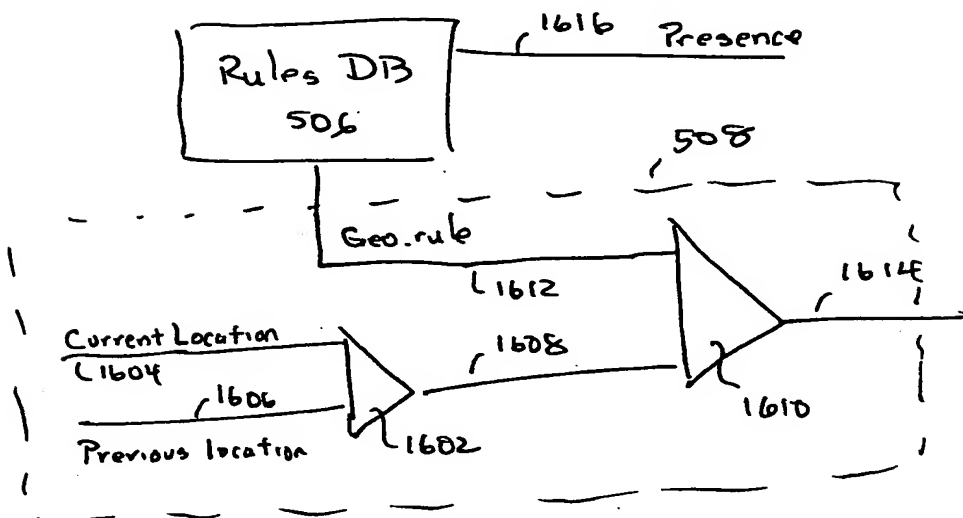 1616 Presence
Rules DB
506
508
Geo.rule
1612
1614
Current Location
1604
1608
1606
1610
Previous location
1602